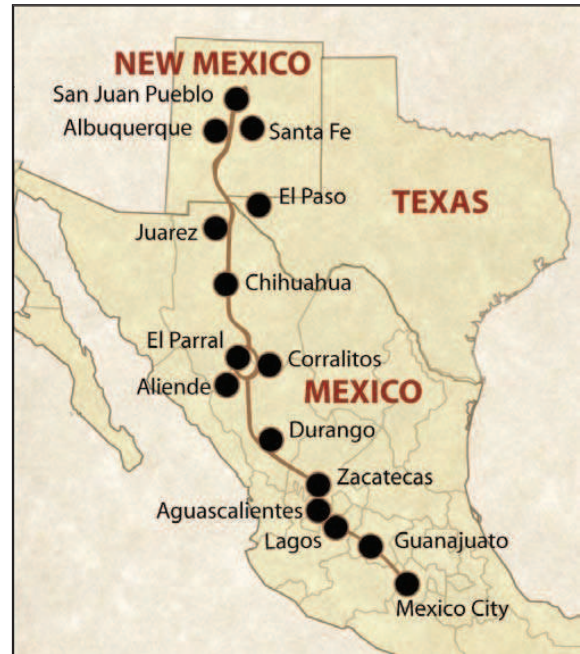 NEW MEXICO
San Juan Pueblo
Albuquerque
Santa Fe
El Paso
TEXAS
Juarez
Chihuahua
El Parral
Corralitos
Aliende
MEXICO
Durango
Zacatecas
Aguascalientes
Lagos
Guanajuato
Mexico City